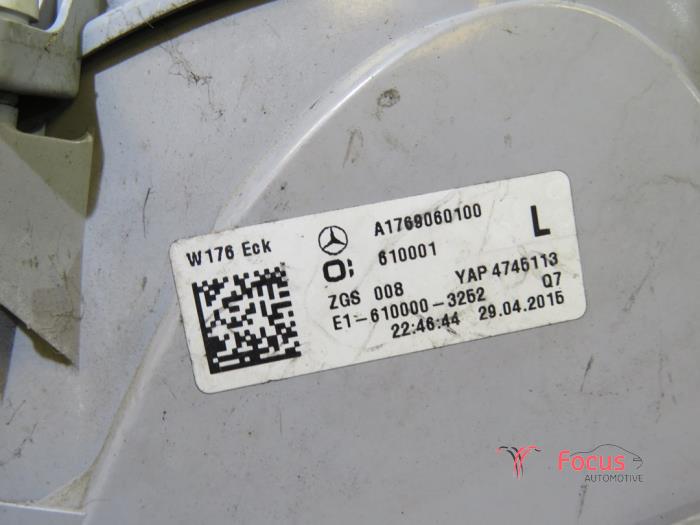 W176 Eck
A1769060100
L
610001
ZGS 008
YAP 4745113
E1-610000-3252
Q7
22:46:44 29.04.2015
Focus
AUTOMOTIVE